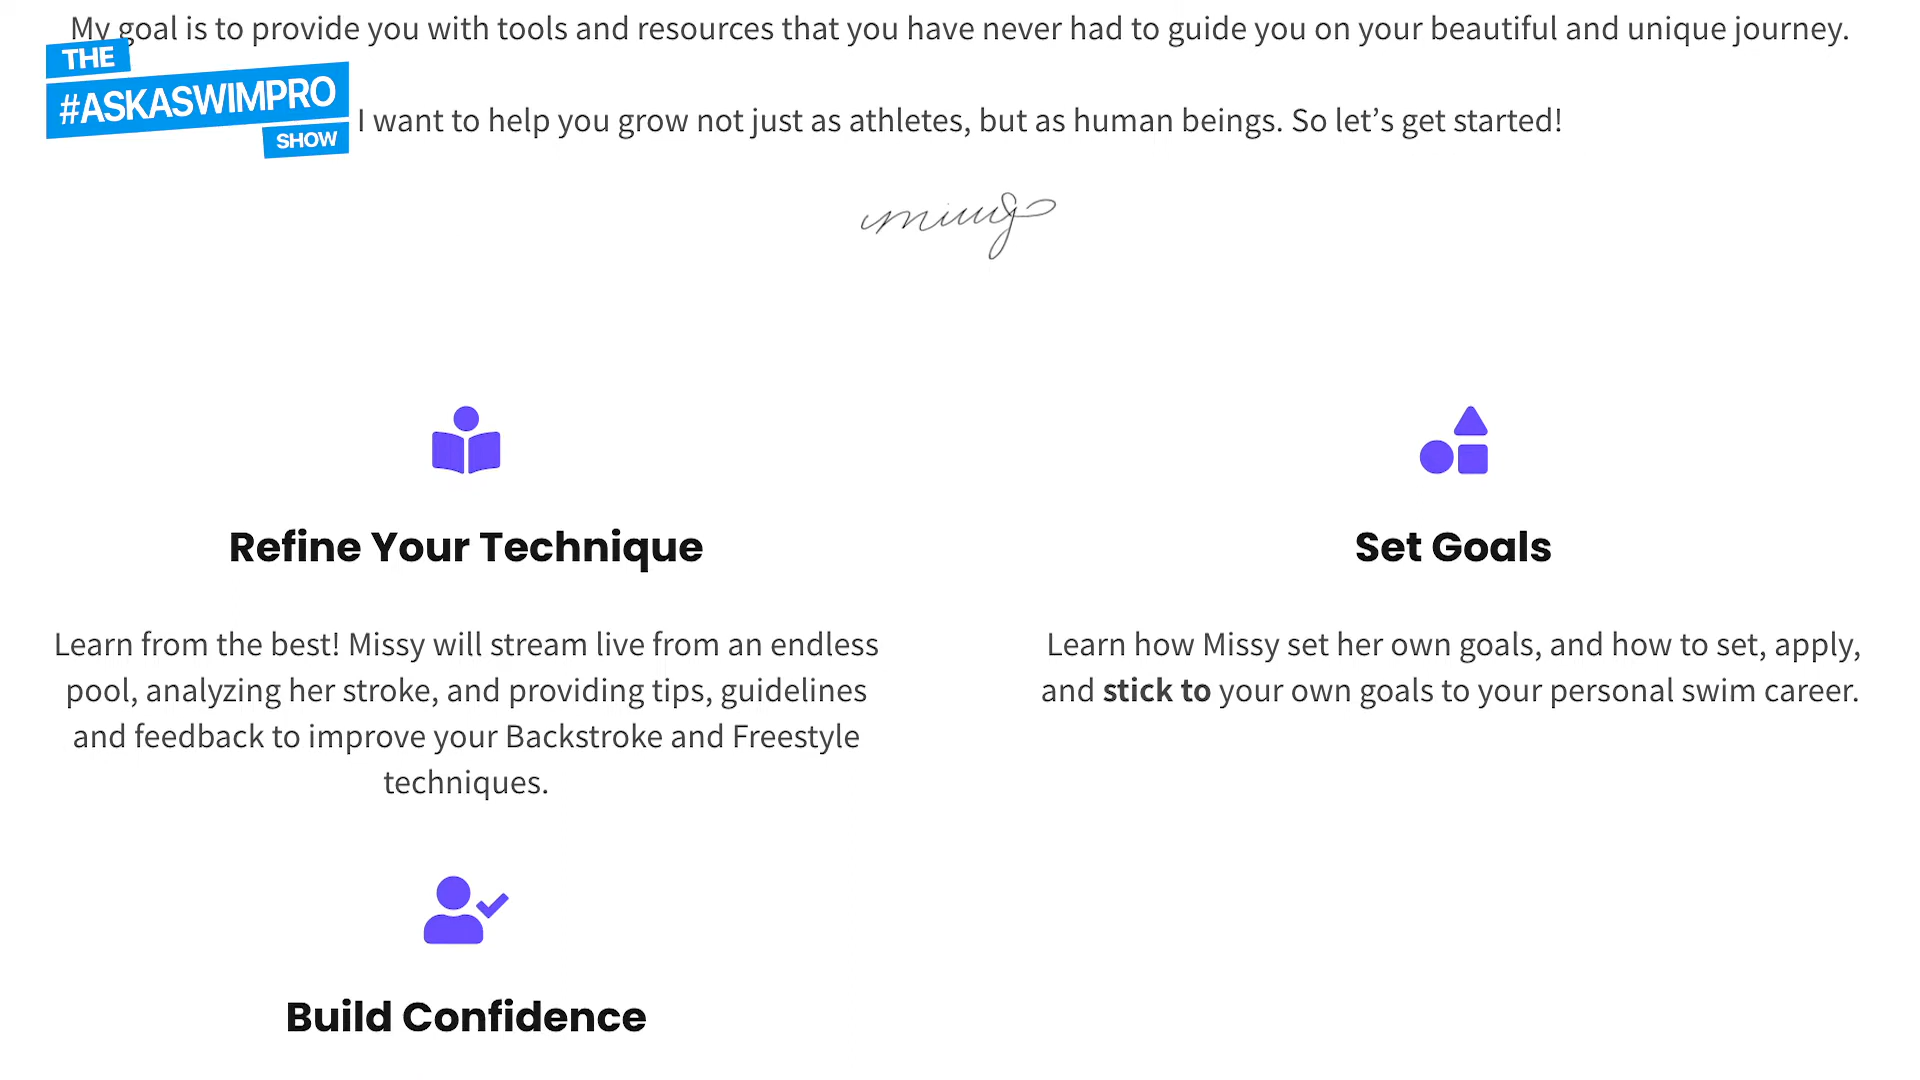 My goal is to provide you with tools and resources that you have never had to guide you on your beautiful and unique journey.
THE
#ASKASWIMPRO
SHOW
I want to help you grow not just as athletes, but as human beings. So let’s get started!
missy
Refine Your Technique
Learn from the best! Missy will stream live from an endless
pool, analyzing her stroke, and providing tips, guidelines
and feedback to improve your Backstroke and Freestyle
techniques.
Set Goals
Learn how Missy set her own goals, and how to set, apply,
and stick to your own goals to your personal swim career.
Build Confidence